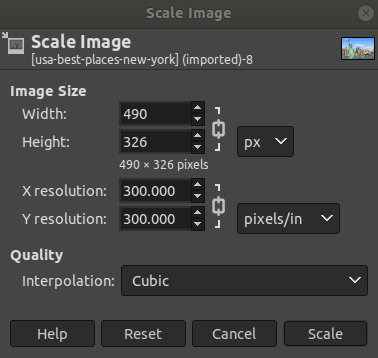 Scale Image
Scale Image
[usa-best-places-new-york] (imported)-8
Image Size
Width: 490
Height: 326 px
490 × 326 pixels
X resolution: 300.000
Y resolution: 300.000 pixels/in
Quality
Interpolation: Cubic
Help Reset Cancel Scale